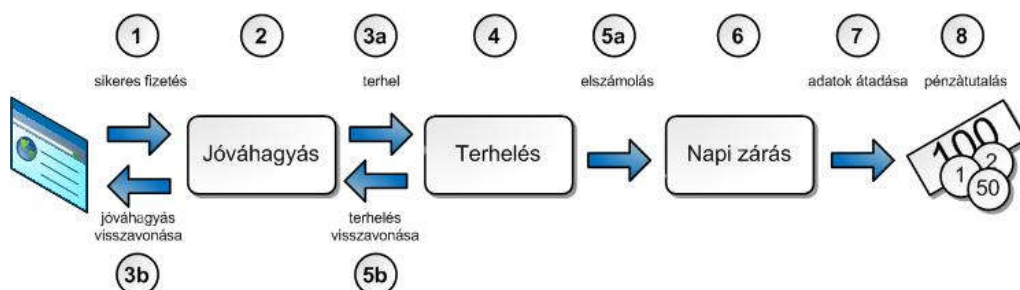 1 2 3a 4 5a 6 7 8
sikeres fizetés terhel elszámolás adatok átadása pénzàtutalás
Jóváhagyás Terhelés Napi zárás
100
1 2
50
jóváhagyás terhelés
visszavonása visszavonása
3b 5b